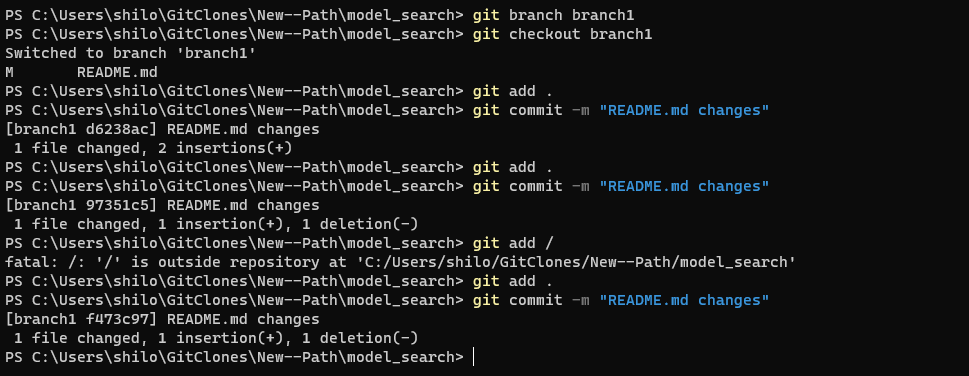 PS C:\Users\shilo\GitClones\New--Path\model_search> git branch branch1
PS C:\Users\shilo\GitClones\New--Path\model_search> git checkout branch1
Switched to branch 'branch1'
M       README.md
PS C:\Users\shilo\GitClones\New--Path\model_search> git add .
PS C:\Users\shilo\GitClones\New--Path\model_search> git commit -m "README.md changes"
[branch1 d6238ac] README.md changes
 1 file changed, 2 insertions(+)
PS C:\Users\shilo\GitClones\New--Path\model_search> git add .
PS C:\Users\shilo\GitClones\New--Path\model_search> git commit -m "README.md changes"
[branch1 97351c5] README.md changes
 1 file changed, 1 insertion(+), 1 deletion(-)
PS C:\Users\shilo\GitClones\New--Path\model_search> git add /
fatal: /: '/' is outside repository at 'C:/Users/shilo/GitClones/New--Path/model_search'
PS C:\Users\shilo\GitClones\New--Path\model_search> git add .
PS C:\Users\shilo\GitClones\New--Path\model_search> git commit -m "README.md changes"
[branch1 f473c97] README.md changes
 1 file changed, 1 insertion(+), 1 deletion(-)
PS C:\Users\shilo\GitClones\New--Path\model_search>